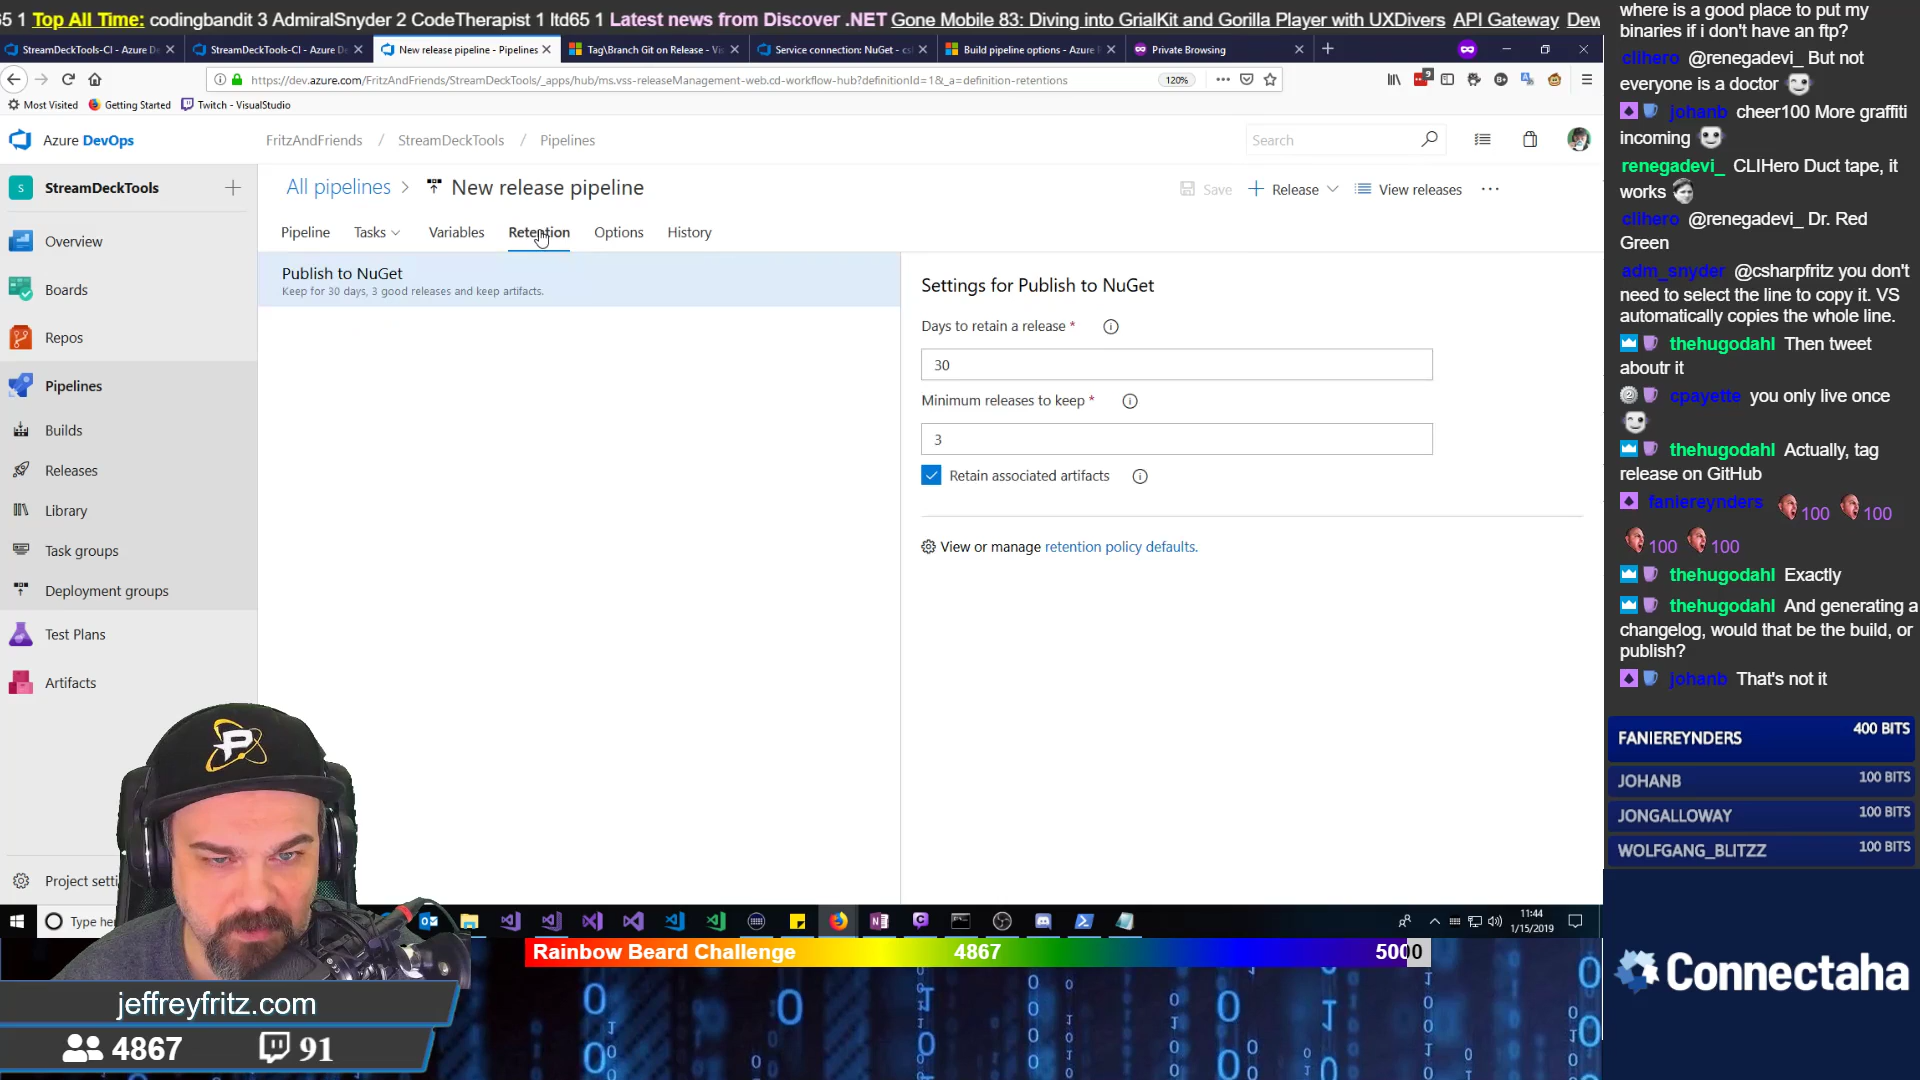 5 1 Top All Time: codingbandit 3 AdmiralSnyder 2 CodeTherapist 1 ltd65 1 Latest news from Discover .NET Gone Mobile 83: Diving into GrialKit and Gorilla Player with UXDivers API Gateway Dew
StreamDeckTools-CI - Azure De
StreamDeckTools-CI - Azure De
New release pipeline - Pipelines
Tag\Branch Git on Release - Vi
Service connection: NuGet - cs
Build pipeline options - Azure
Private Browsing
https://dev.azure.com/FritzAndFriends/StreamDeckTools/_apps/hub/ms.vss-releaseManagement-web.cd-workflow-hub?definitionId=1&_a=definition-retentions
120%
Most Visited
Getting Started
Twitch - VisualStudio
Azure DevOps
FritzAndFriends / StreamDeckTools / Pipelines
Search
S StreamDeckTools
Overview
Boards
Repos
Pipelines
Builds
Releases
Library
Task groups
Deployment groups
Test Plans
Artifacts
Project setti
All pipelines > New release pipeline
Save
Release
View releases
Pipeline
Tasks
Variables
Retention
Options
History
Publish to NuGet
Keep for 30 days, 3 good releases and keep artifacts.
Settings for Publish to NuGet
Days to retain a release *
30
Minimum releases to keep *
3
Retain associated artifacts
View or manage retention policy defaults.
Type he
11:44
1/15/2019
where is a good place to put my
binaries if i don't have an ftp?
clihero @renegadevi_ But not
everyone is a doctor
johanb cheer100 More graffiti
incoming
renegadevi_ CLIHero Duct tape, it
works
clihero @renegadevi_ Dr. Red
Green
adm_snyder @csharpfritz you don't
need to select the line to copy it. VS
automatically copies the whole line.
thehugodahl Then tweet
aboutr it
cpayette you only live once
thehugodahl Actually, tag
release on GitHub
faniereynders 100 100
100 100
thehugodahl Exactly
thehugodahl And generating a
changelog, would that be the build, or
publish?
johanb That's not it
FANIEREYNDERS 400 BITS
JOHANB 100 BITS
JONGALLOWAY 100 BITS
WOLFGANG_BLITZZ 100 BITS
Rainbow Beard Challenge 4867 5000
jeffreyfritz.com
4867 91
Connectaha